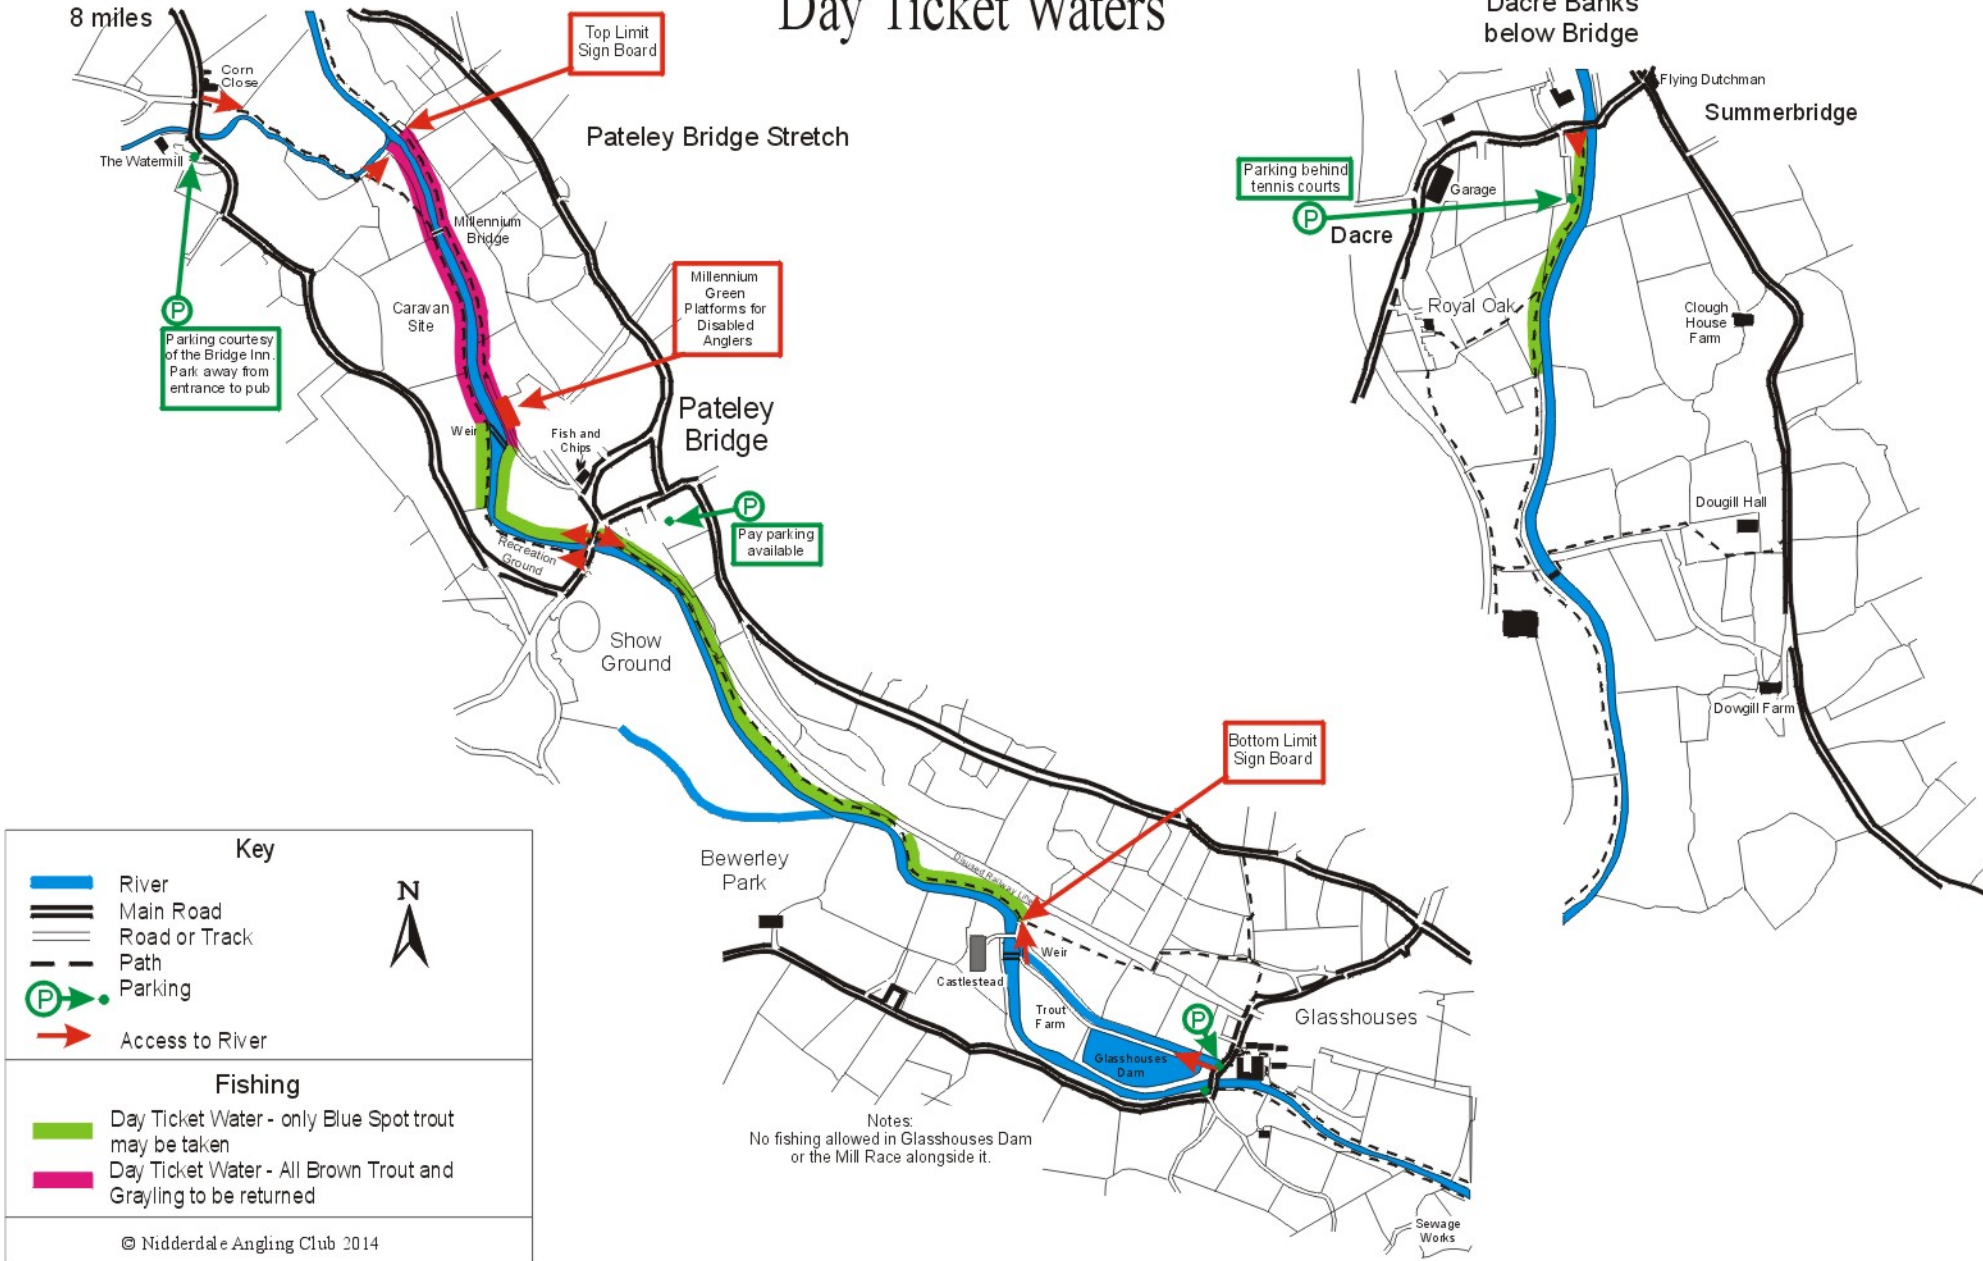 8 miles
Day Ticket Waters
Dacre Banks
below Bridge
Top Limit
Sign Board
Corn
Close
Pateley Bridge Stretch
Flying Dutchman
Summerbridge
The Watermill
Parking behind
tennis courts
P
Garage
Dacre
Millennium
Bridge
Millennium
Green
Platforms for
Disabled
Anglers
Caravan
Site
P
Parking courtesy
of the Bridge Inn.
Park away from
entrance to pub
Royal Oak
Clough
House
Farm
Pateley
Bridge
Weir
Fish and
Chips
P
Pay parking
available
Dougill Hall
Recreation
Ground
Show
Ground
Dowgill Farm
Bottom Limit
Sign Board
Bewerley
Park
Disused Railway Line
Weir
Castlestead
Trout
Farm
P
Glasshouses
Glasshouses
Dam
Notes:
No fishing allowed in Glasshouses Dam
or the Mill Race alongside it.
Sewage
Works
Key
N
River
Main Road
Road or Track
Path
P
Parking
Access to River
Fishing
Day Ticket Water - only Blue Spot trout
may be taken
Day Ticket Water - All Brown Trout and
Grayling to be returned
© Nidderdale Angling Club 2014